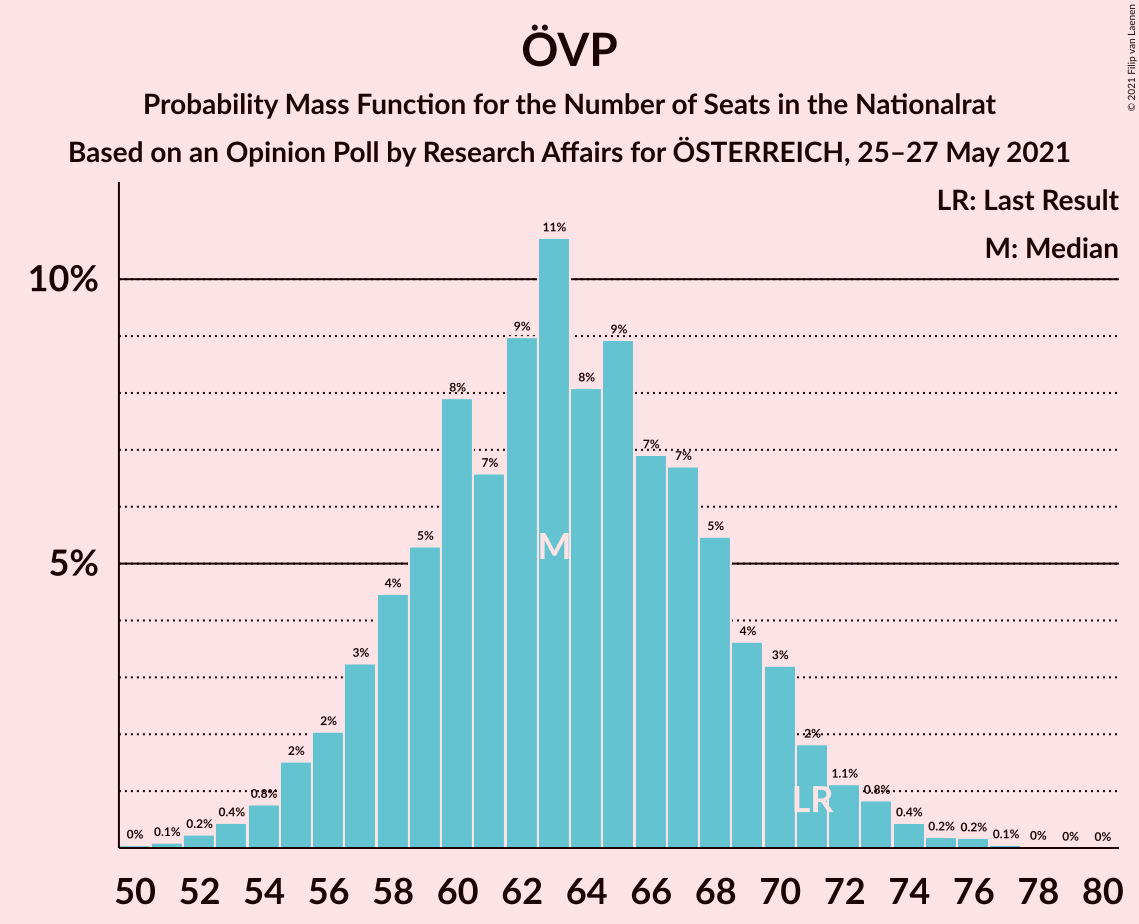 © 2021 Filip van Laenen
ÖVP
Probability Mass Function for the Number of Seats in the Nationalrat
Based on an Opinion Poll by Research Affairs for ÖSTERREICH, 25–27 May 2021
LR: Last Result
M: Median
10%
5%
0% 0.1% 0.2% 0.4% 0.8% 2% 2% 3% 4% 5% 8% 7% 9% 11% 8% 9% 7% 7% 5% 4% 3% 2% 1.1% 0.8% 0.4% 0.2% 0.2% 0.1% 0% 0% 0%
M
LR
50 52 54 56 58 60 62 64 66 68 70 72 74 76 78 80